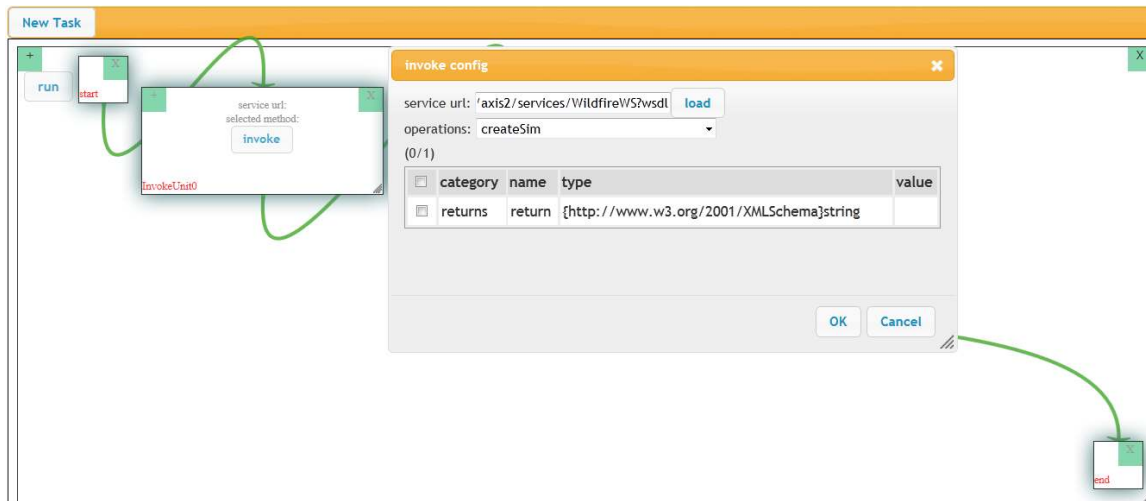 New Task
+
X
run
X
start
+
X
service url:
selected method:
invoke
InvokeUnit0
invoke config
service url: /axis2/services/WildfireWS?wsdl load
operations: createSim
(0/1)
category name type value
returns return {http://www.w3.org/2001/XMLSchema}string
OK Cancel
X
end